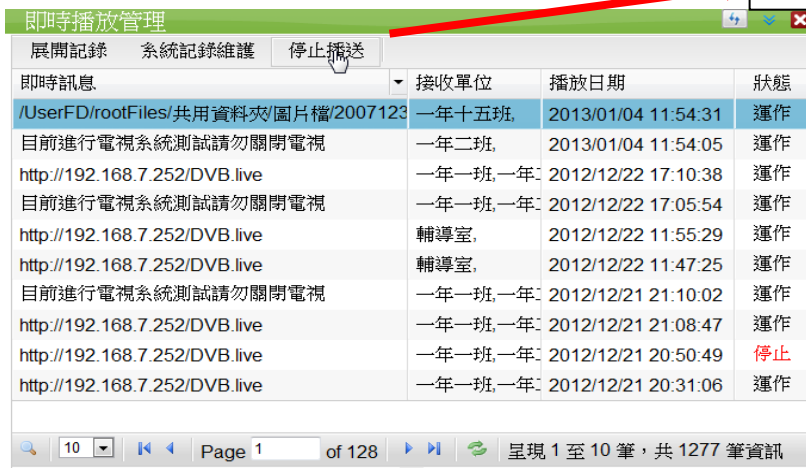 即時播放管理
展開記錄 系統記錄維護 停止播送
即時訊息 接收單位 播放日期 狀態
/UserFD/rootFiles/共用資料夾/圖片檔/2007123 一年十五班, 2013/01/04 11:54:31 運作
目前進行電視系統測試請勿關閉電視 一年二班, 2013/01/04 11:54:05 運作
http://192.168.7.252/DVB.live 一年一班,一年二 2012/12/22 17:10:38 運作
目前進行電視系統測試請勿關閉電視 一年一班,一年二 2012/12/22 17:05:54 運作
http://192.168.7.252/DVB.live 輔導室, 2012/12/22 11:55:29 運作
http://192.168.7.252/DVB.live 輔導室, 2012/12/22 11:47:25 運作
目前進行電視系統測試請勿關閉電視 一年一班,一年二 2012/12/21 21:10:02 運作
http://192.168.7.252/DVB.live 一年一班,一年二 2012/12/21 21:08:47 運作
http://192.168.7.252/DVB.live 一年一班,一年二 2012/12/21 20:50:49 停止
http://192.168.7.252/DVB.live 一年一班,一年二 2012/12/21 20:31:06 運作
10 Page 1 of 128 呈現 1 至 10 筆，共 1277 筆資訊